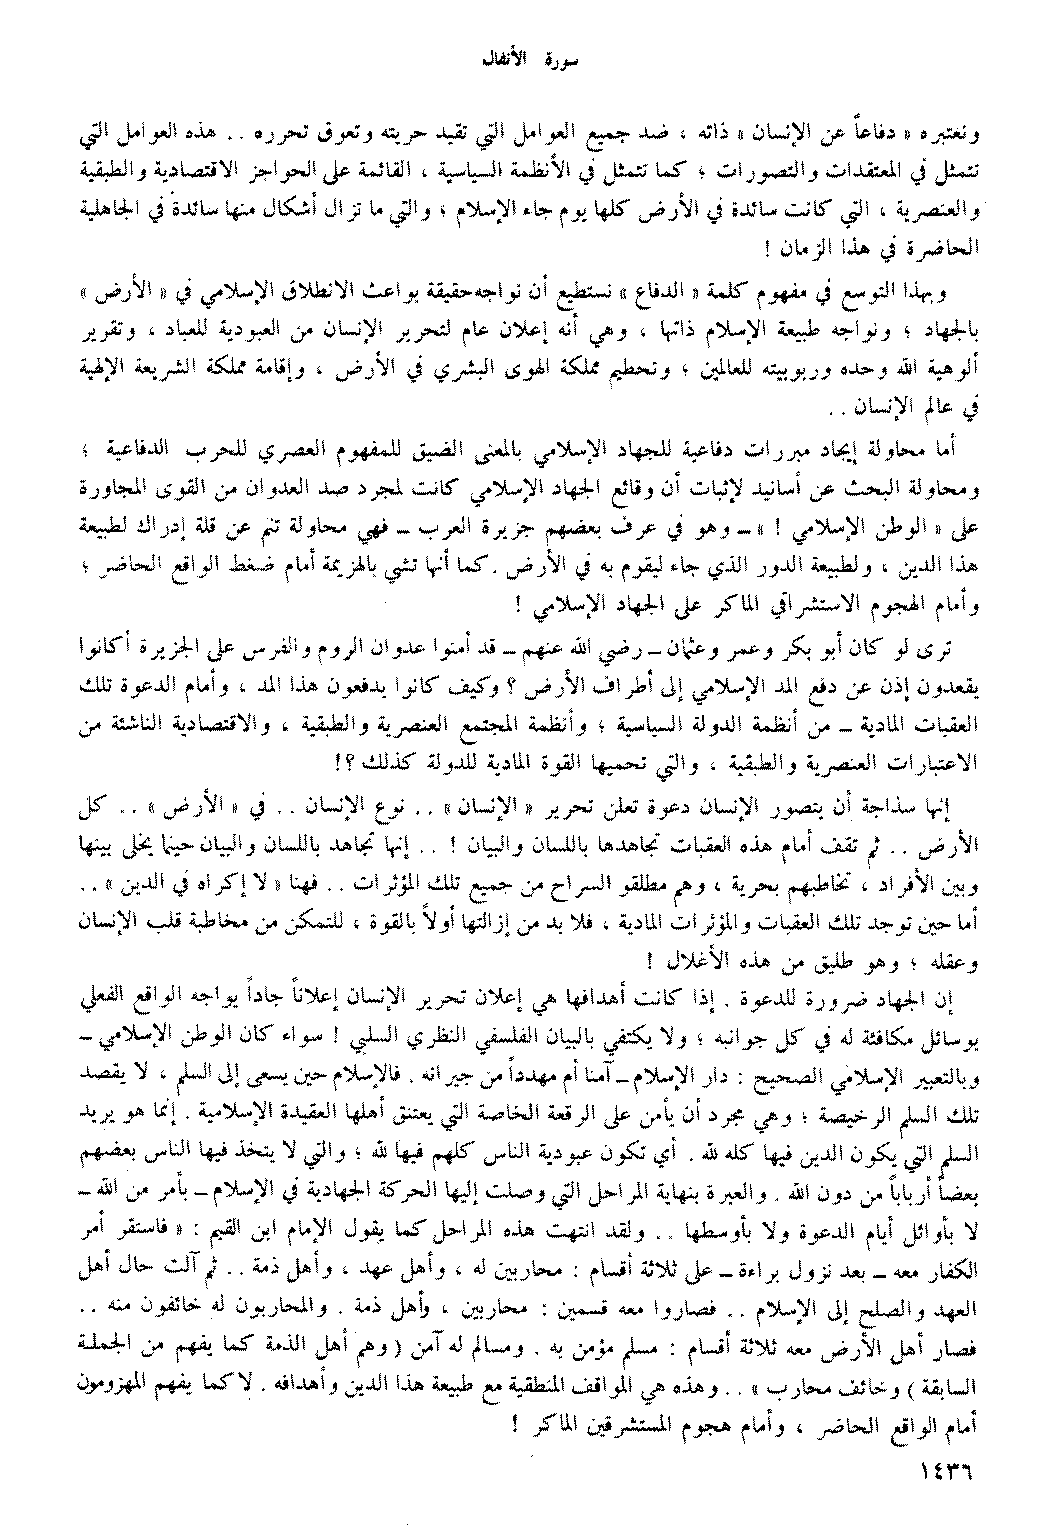 سورة الأنفال
ونعتبره « دفاعاً عن الإنسان » ذاته ، ضد جميع العوامل التي تقيد حريته وتعوق تحرره .. هذه العوامل التي
تتمثل في المعتقدات والتصورات ؛ كما تتمثل في الأنظمة السياسية ، القائمة على الحواجز الاقتصادية والطبقية
والعنصرية ، التي كانت سائدة في الأرض كلها يوم جاء الإسلام ؛ والتي ما تزال أشكال منها سائدة في الجاهلية
الحاضرة في هذا الزمان !
وبهذا التوسع في مفهوم كلمة « الدفاع » نستطيع أن نواجه حقيقة بواعث الانطلاق الإسلامي في « الأرض »
بالجهاد ؛ ونواجه طبيعة الإسلام ذاتها ، وهي أنه إعلان عام لتحرير الإنسان من العبودية للعباد ، وتقرير
ألوهية الله وحده وربوبيته للعالمين ؛ وتحطيم مملكة الهوى البشري في الأرض ، وإقامة مملكة الشريعة الإلهية
في عالم الإنسان ..
أما محاولة إيجاد مبررات دفاعية للجهاد الإسلامي بالمعنى الضيق للمفهوم العصري للحرب الدفاعية ؛
ومحاولة البحث عن أسانيد لإثبات أن وقائع الجهاد الإسلامي كانت لمجرد صد العدوان من القوى المجاورة
على « الوطن الإسلامي ! » – وهو في عرف بعضهم جزيرة العرب – فهي محاولة تنم عن قلة إدراك لطبيعة
هذا الدين ، ولطبيعة الدور الذي جاء ليقوم به في الأرض . كما أنها تشي بالهزيمة أمام ضغط الواقع الحاضر ؛
وأمام الهجوم الاستشراقي الماكر على الجهاد الإسلامي !
ترى لو كان أبو بكر وعمر وعثمان – رضي الله عنهم – قد أمنوا عدوان الروم والفرس على الجزيرة أكانوا
يقعدون إذن عن دفع المد الإسلامي إلى أطراف الأرض ؟ وكيف كانوا يدفعون هذا المد ، وأمام الدعوة تلك
العقبات المادية – من أنظمة الدولة السياسية ؛ وأنظمة المجتمع العنصرية والطبقية ، والاقتصادية الناشئة من
الاعتبارات العنصرية والطبقية ، والتي تحميها القوة المادية للدولة كذلك ؟!
إنها سذاجة أن يتصور الإنسان دعوة تعلن تحرير « الإنسان » .. نوع الإنسان .. في « الأرض » .. كل
الأرض .. ثم تقف أمام هذه العقبات تجاهدها باللسان والبيان ! .. إنها تجاهد باللسان والبيان حينما يخلى بينها
وبين الأفراد ، تخاطبهم بحرية ، وهم مطلقو السراح من جميع تلك المؤثرات .. فهنا « لا إكراه في الدين » ..
أما حين توجد تلك العقبات والمؤثرات المادية ، فلا بد من إزالتها أولاً بالقوة ، للتمكن من مخاطبة قلب الإنسان
وعقله ؛ وهو طليق من هذه الأغلال !
إن الجهاد ضرورة للدعوة . إذا كانت أهدافها هي إعلان تحرير الإنسان إعلاناً جاداً يواجه الواقع الفعلي
بوسائل مكافئة له في كل جوانبه ؛ ولا يكتفي بالبيان الفلسفي النظري السلبي ! سواء كان الوطن الإسلامي –
وبالتعبير الإسلامي الصحيح : دار الإسلام – آمنا أم مهدداً من جيرانه . فالإسلام حين يسعى إلى السلم ، لا يقصد
تلك السلم الرخيصة ؛ وهي مجرد أن يأمن على الرقعة الخاصة التي يعتنق أهلها العقيدة الإسلامية . إنما هو يريد
السلم التي يكون الدين فيها كله لله . أي تكون عبودية الناس كلهم فيها لله ؛ والتي لا يتخذ فيها الناس بعضهم
بعضاً أرباباً من دون الله . والعبرة بنهاية المراحل التي وصلت إليها الحركة الجهادية في الإسلام – بأمر من الله –
لا بأوائل أيام الدعوة ولا بأوسطها .. ولقد انتهت هذه المراحل كما يقول الإمام ابن القيم : « فاستقر أمر
الكفار معه – بعد نزول براءة – على ثلاثة أقسام : محاربين له ، وأهل عهد ، وأهل ذمة .. ثم آلت حال أهل
العهد والصلح إلى الإسلام .. فصاروا معه قسمين : محاربين ، وأهل ذمة . والمحاربون له خائفون منه ..
فصار أهل الأرض معه ثلاثة أقسام : مسلم مؤمن به . ومسالم له آمن ( وهم أهل الذمة كما يفهم من الجملة
السابقة ) وخائف محارب » .. وهذه هي المواقف المنطقية مع طبيعة هذا الدين وأهدافه . لا كما يفهم المهزومون
أمام الواقع الحاضر ، وأمام هجوم المستشرقين الماكر !
١٤٣٦